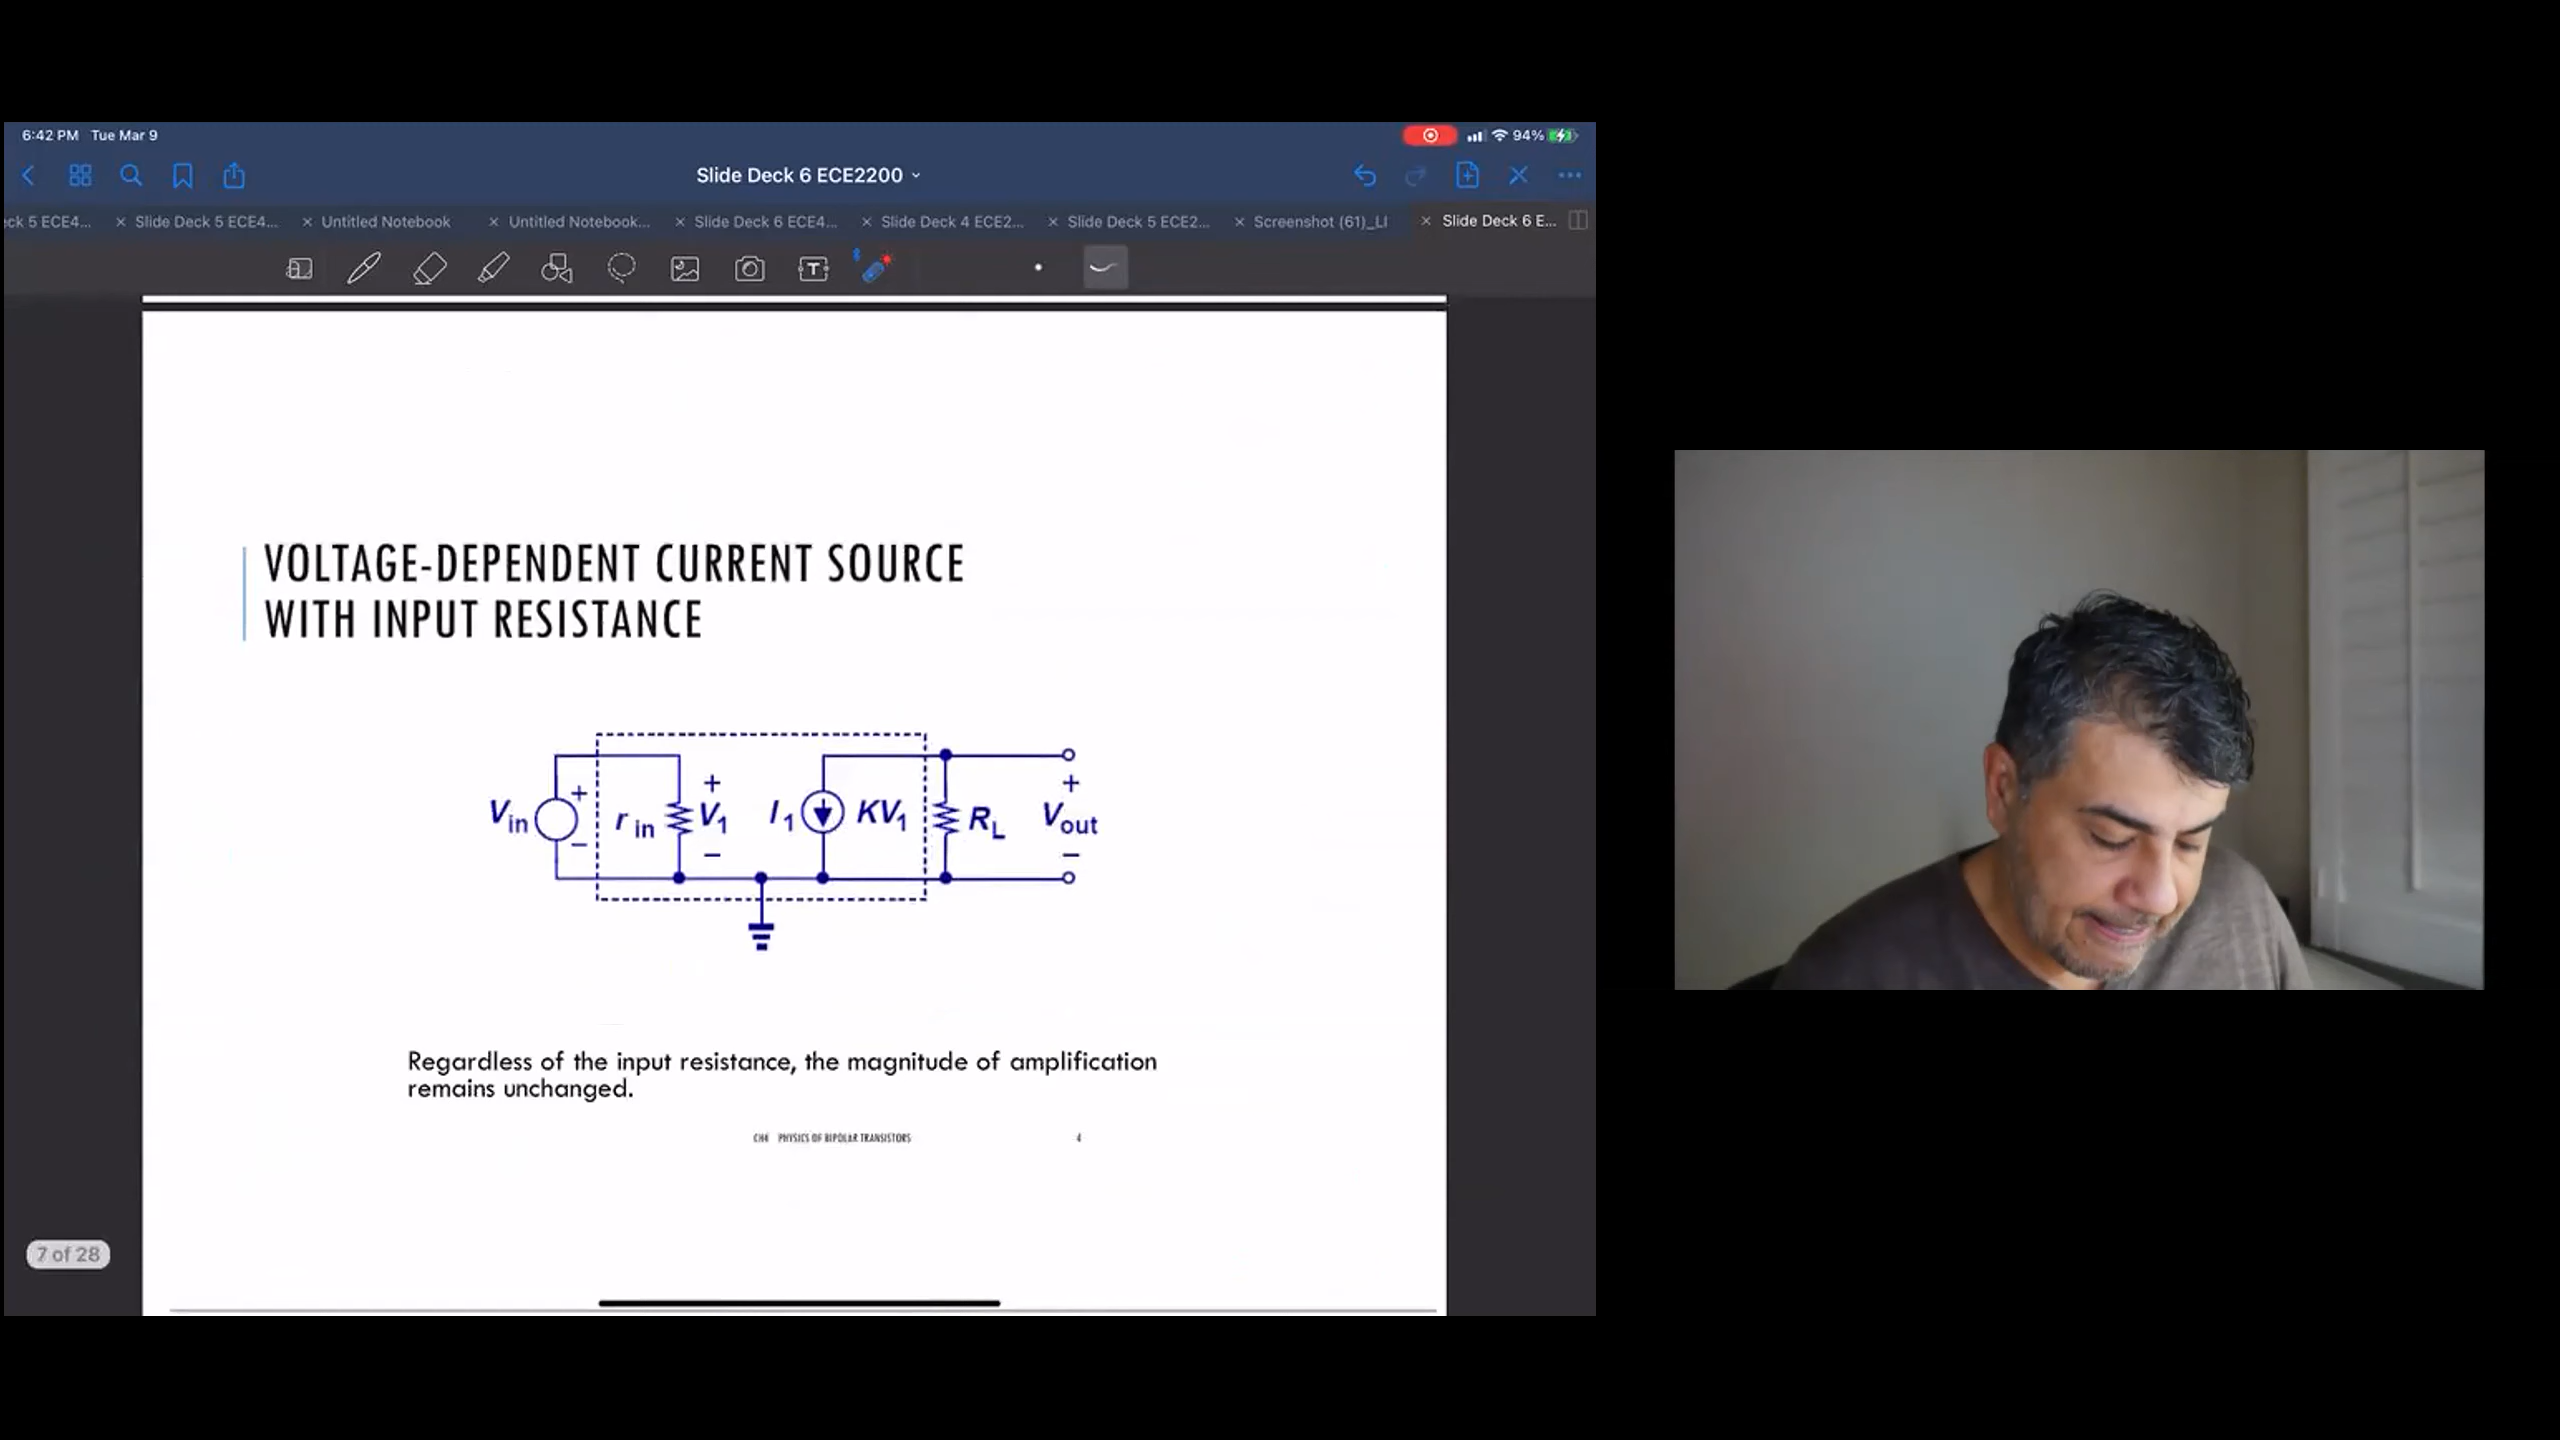 6:42 PM Tue Mar 9
94%
Slide Deck 6 ECE2200
ck 5 ECE4... Slide Deck 5 ECE4... Untitled Notebook Untitled Notebook... Slide Deck 6 ECE4... Slide Deck 4 ECE2... Slide Deck 5 ECE2... Screenshot (61)_LI Slide Deck 6 E...
VOLTAGE-DEPENDENT CURRENT SOURCE
WITH INPUT RESISTANCE
Vin + − rin + V1 − I1 KV1 RL + Vout −
Regardless of the input resistance, the magnitude of amplification
remains unchanged.
CH4 PHYSICS OF BIPOLAR TRANSISTORS 4
7 of 28